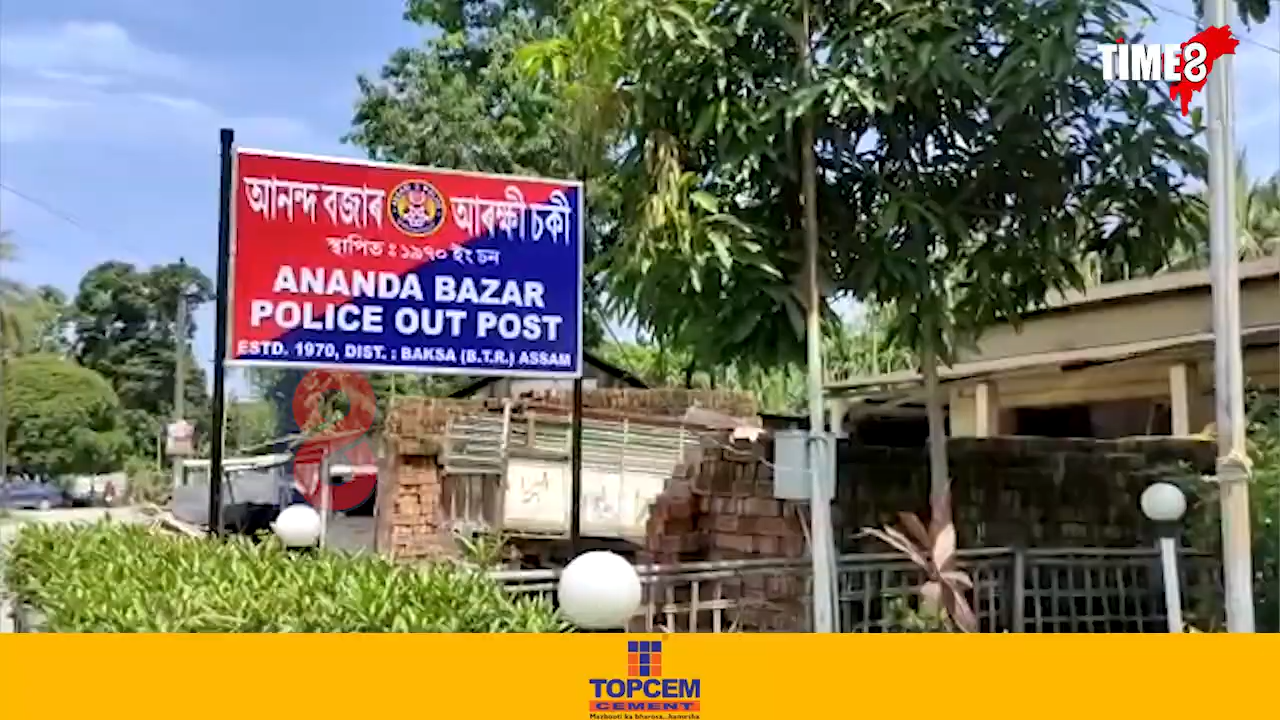 TIME8
আনন্দ বজাৰ আৰক্ষী চকী
স্থাপিত : ১৯৭০ ইং চন
ANANDA BAZAR
POLICE OUT POST
ESTD. 1970, DIST. : BAKSA (B.T.R.) ASSAM
TOPCEM
CEMENT
Mazbooti ka bharosa...hamesha